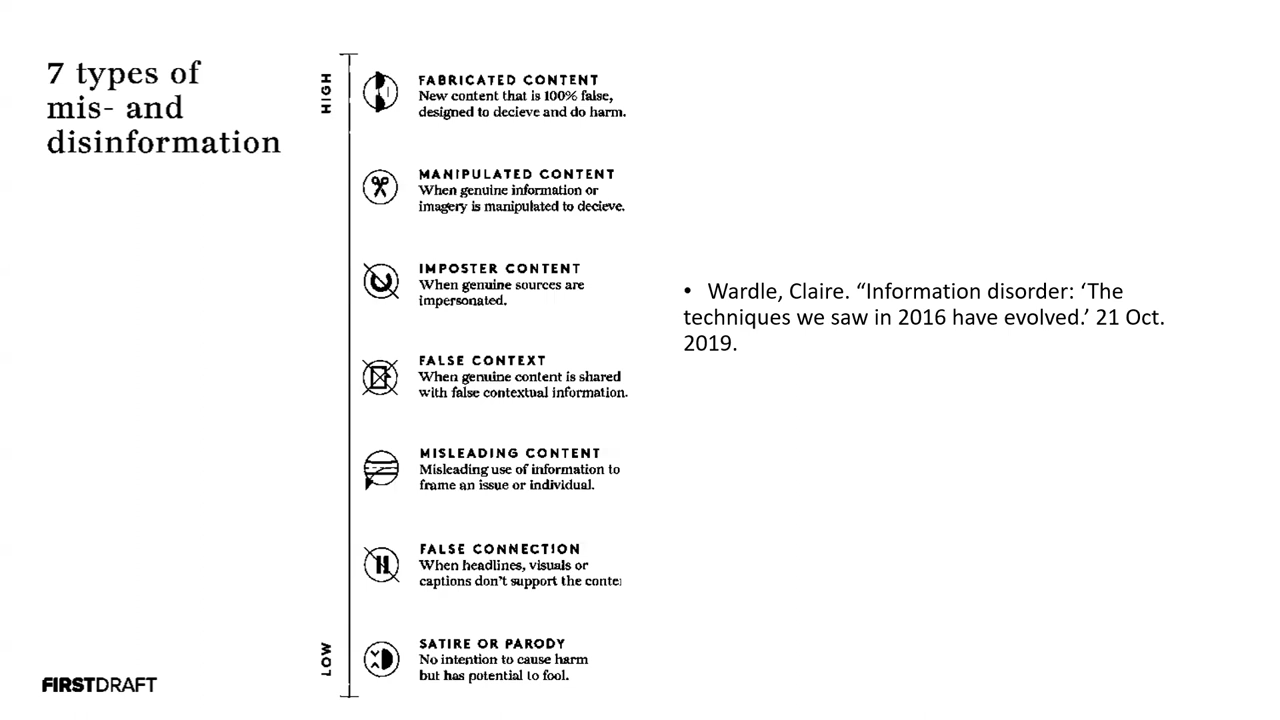 7 types of
mis- and
disinformation
HIGH
FABRICATED CONTENT
New content that is 100% false,
designed to decieve and do harm.
MANIPULATED CONTENT
When genuine information or
imagery is manipulated to decieve.
IMPOSTER CONTENT
When genuine sources are
impersonated.
FALSE CONTEXT
When genuine content is shared
with false contextual information.
MISLEADING CONTENT
Misleading use of information to
frame an issue or individual.
FALSE CONNECTION
When headlines, visuals or
captions don't support the
SATIRE OR PARODY
No intention to cause harm
but has potential to fool.
LOW
FIRSTDRAFT
• Wardle, Claire. “Information disorder: ‘The
techniques we saw in 2016 have evolved.’ 21 Oct.
2019.